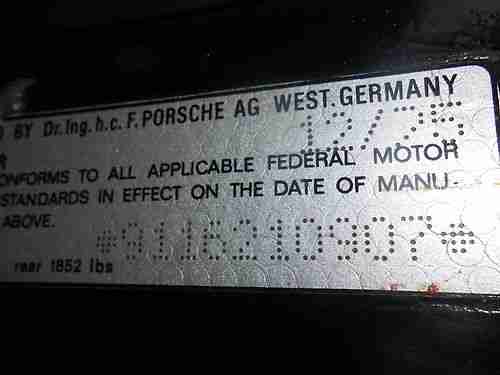 BY Dr.Ing.h.c.F.PORSCHE AG WEST.GERMANY
12/75
ONFORMS TO ALL APPLICABLE FEDERAL MOTOR
STANDARDS IN EFFECT ON THE DATE OF MANU-
ABOVE.
*9116210907*
rear 1852 lbs